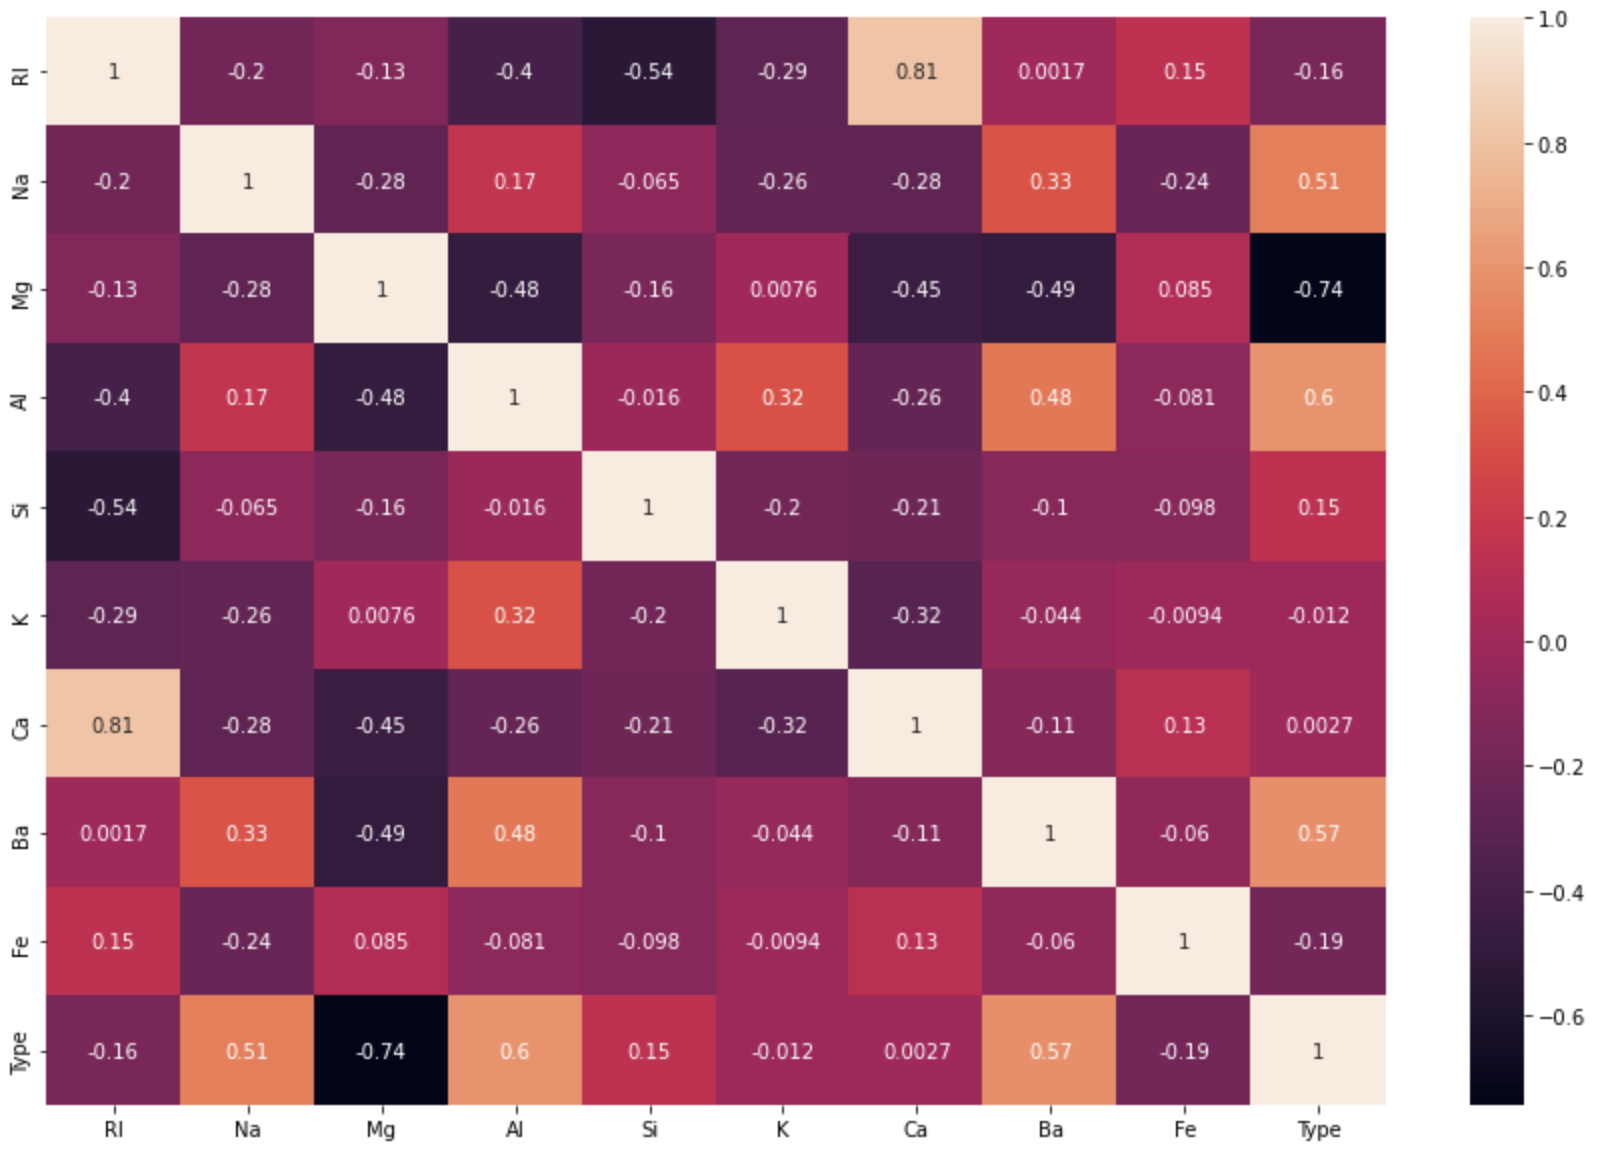 RI 1 -0.2 -0.13 -0.4 -0.54 -0.29 0.81 0.0017 0.15 -0.16
Na -0.2 1 -0.28 0.17 -0.065 -0.26 -0.28 0.33 -0.24 0.51
Mg -0.13 -0.28 1 -0.48 -0.16 0.0076 -0.45 -0.49 0.085 -0.74
Al -0.4 0.17 -0.48 1 -0.016 0.32 -0.26 0.48 -0.081 0.6
Si -0.54 -0.065 -0.16 -0.016 1 -0.2 -0.21 -0.1 -0.098 0.15
K -0.29 -0.26 0.0076 0.32 -0.2 1 -0.32 -0.044 -0.0094 -0.012
Ca 0.81 -0.28 -0.45 -0.26 -0.21 -0.32 1 -0.11 0.13 0.0027
Ba 0.0017 0.33 -0.49 0.48 -0.1 -0.044 -0.11 1 -0.06 0.57
Fe 0.15 -0.24 0.085 -0.081 -0.098 -0.0094 0.13 -0.06 1 -0.19
Type -0.16 0.51 -0.74 0.6 0.15 -0.012 0.0027 0.57 -0.19 1
RI Na Mg Al Si K Ca Ba Fe Type
1.0
0.8
0.6
0.4
0.2
0.0
−0.2
−0.4
−0.6